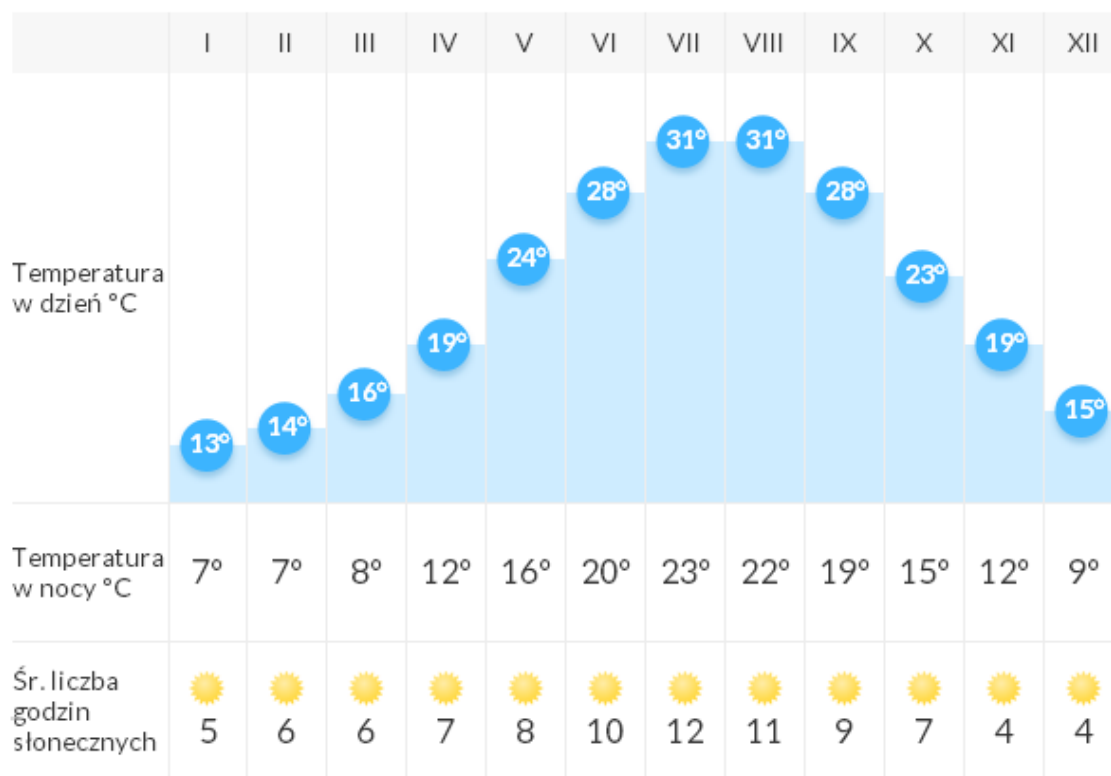 I II III IV V VI VII VIII IX X XI XII
31° 31°
28° 28°
24°
23°
Temperatura
w dzień °C
19° 19°
16°
15°
14°
13°
Temperatura
w nocy °C
7° 7° 8° 12° 16° 20° 23° 22° 19° 15° 12° 9°
Śr. liczba
godzin
słonecznych
5 6 6 7 8 10 12 11 9 7 4 4